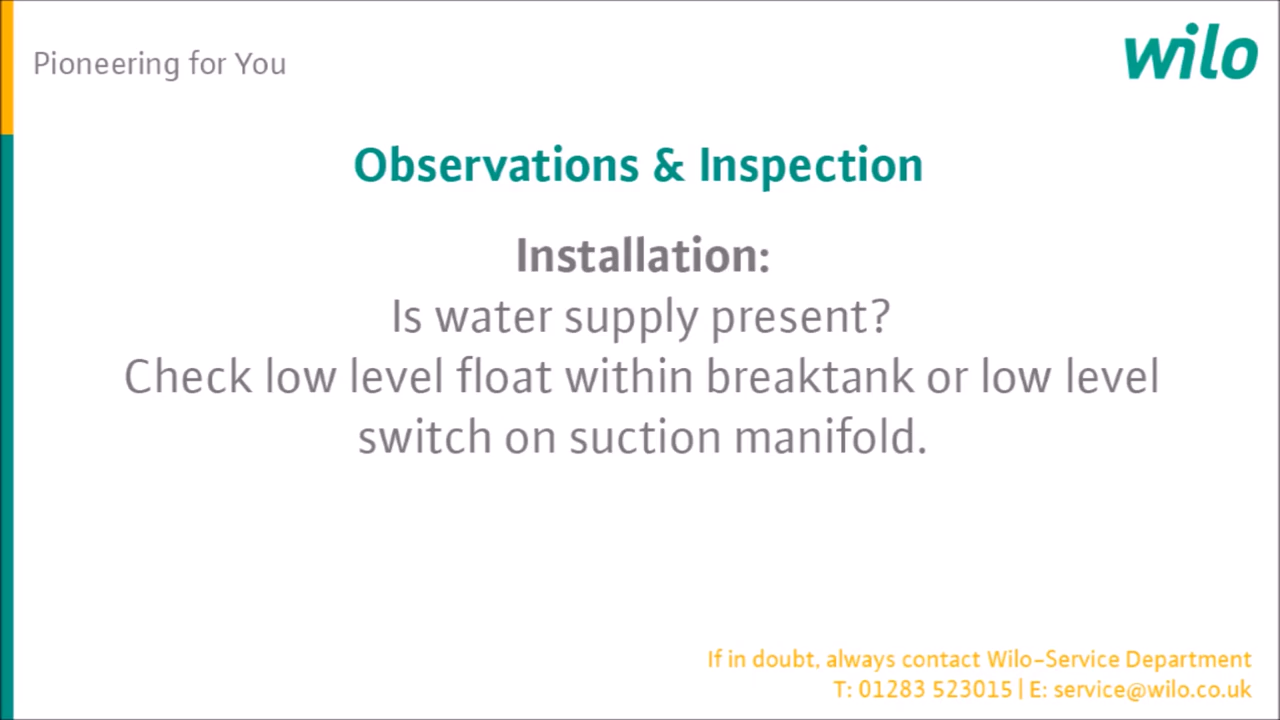 Pioneering for You
wilo
Observations & Inspection
Installation:
Is water supply present?
Check low level float within breaktank or low level
switch on suction manifold.
If in doubt, always contact Wilo-Service Department
T: 01283 523015 | E: service@wilo.co.uk